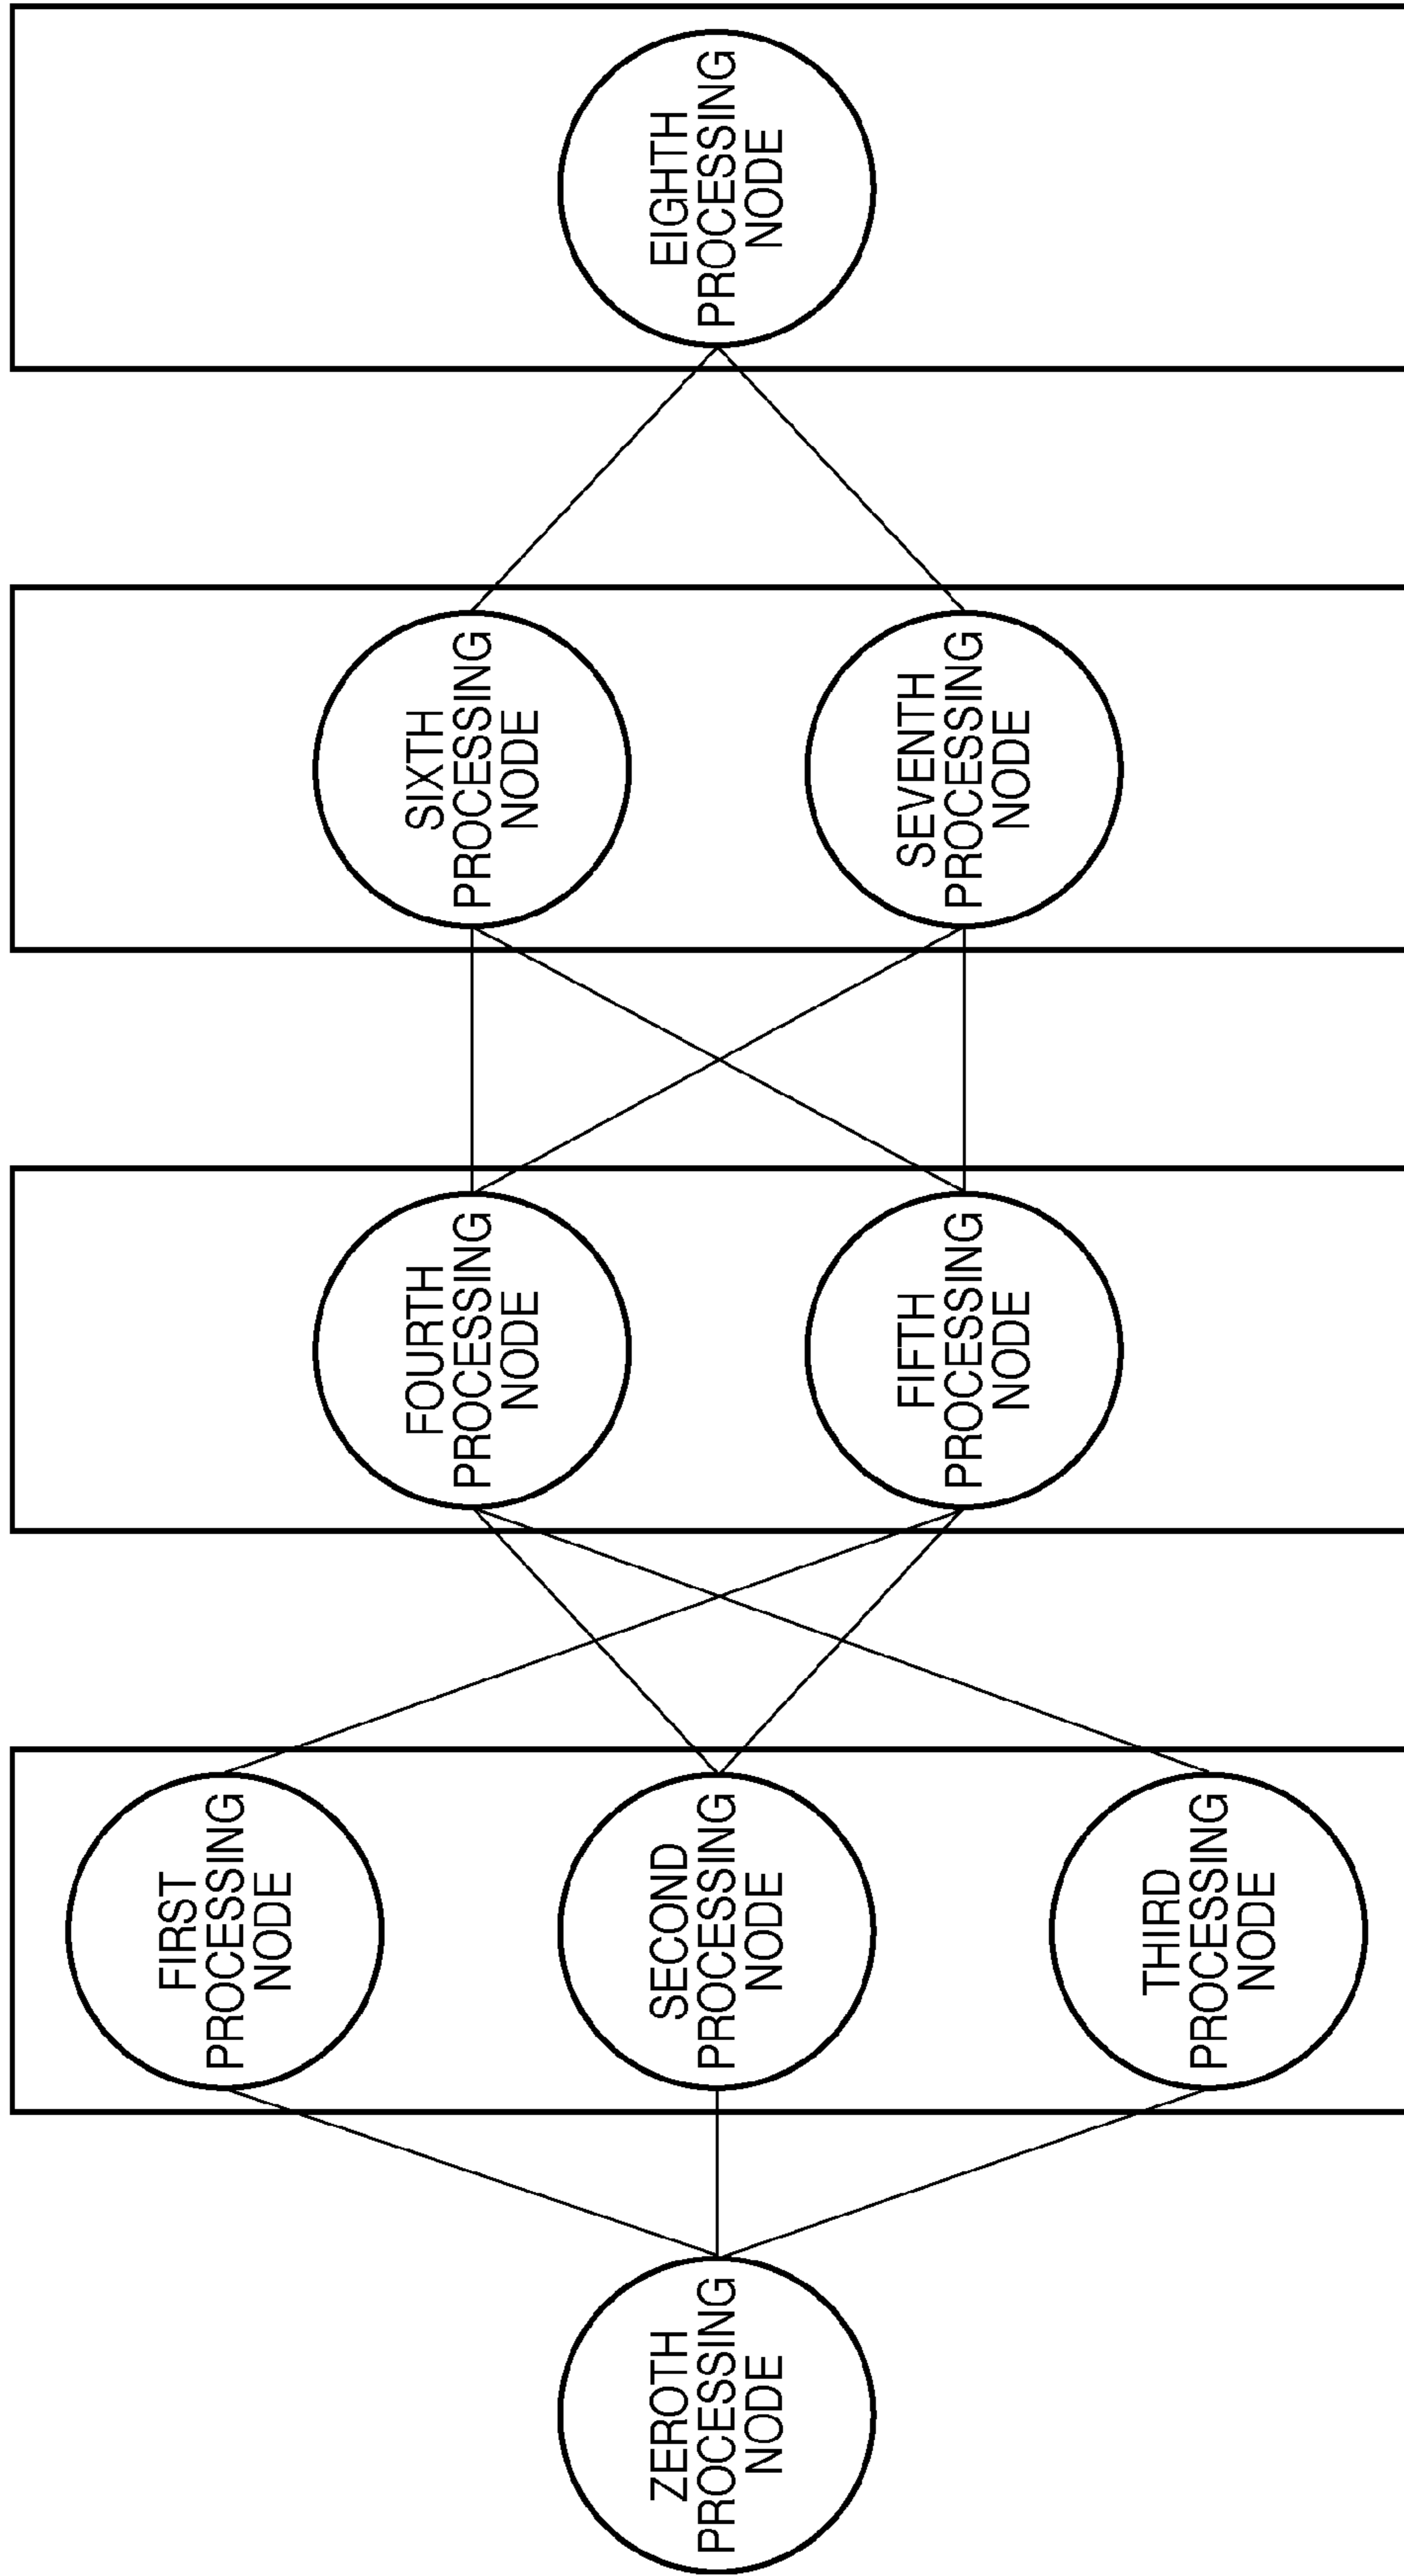 ZEROTH
PROCESSING
NODE
FIRST
PROCESSING
NODE
SECOND
PROCESSING
NODE
THIRD
PROCESSING
NODE
FOURTH
PROCESSING
NODE
FIFTH
PROCESSING
NODE
SIXTH
PROCESSING
NODE
SEVENTH
PROCESSING
NODE
EIGHTH
PROCESSING
NODE